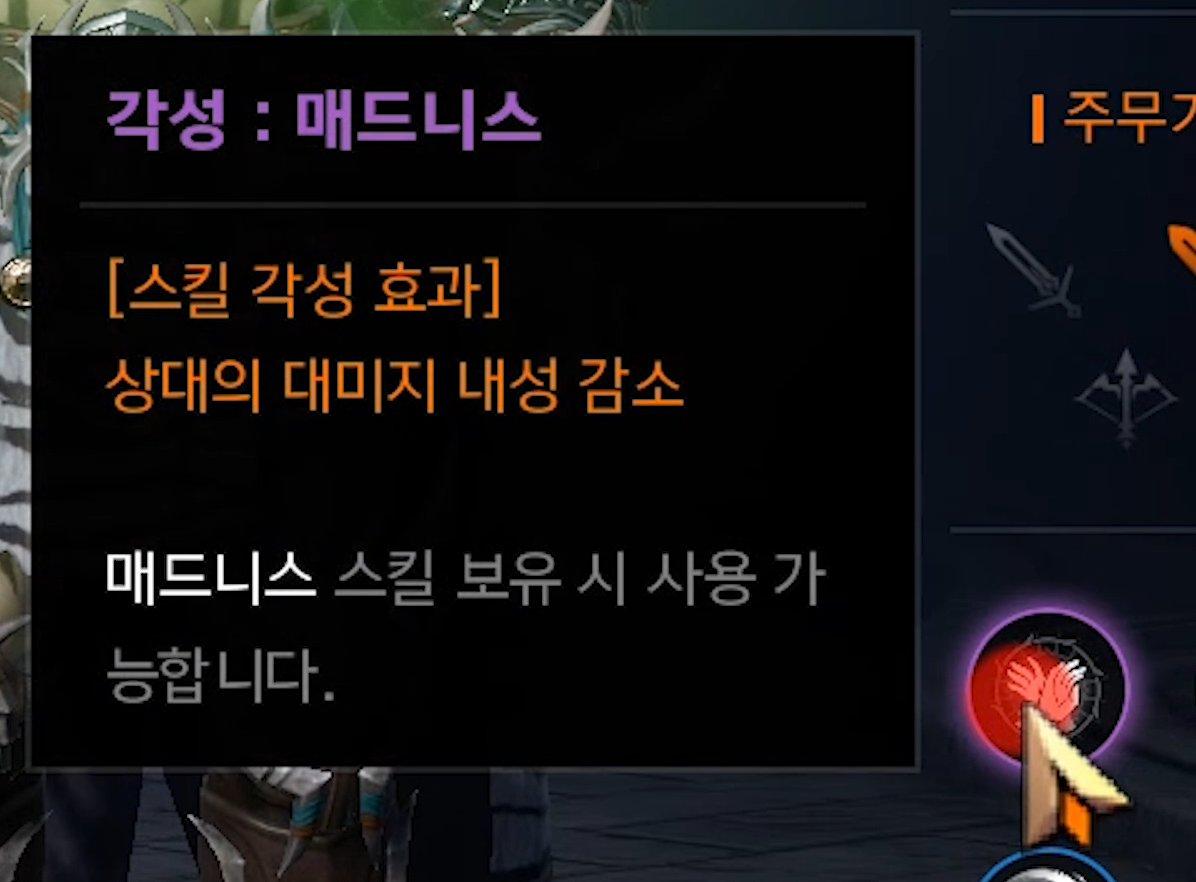 각성 : 매드니스
[스킬 각성 효과]
상대의 대미지 내성 감소
매드니스 스킬 보유 시 사용 가
능합니다.
주무